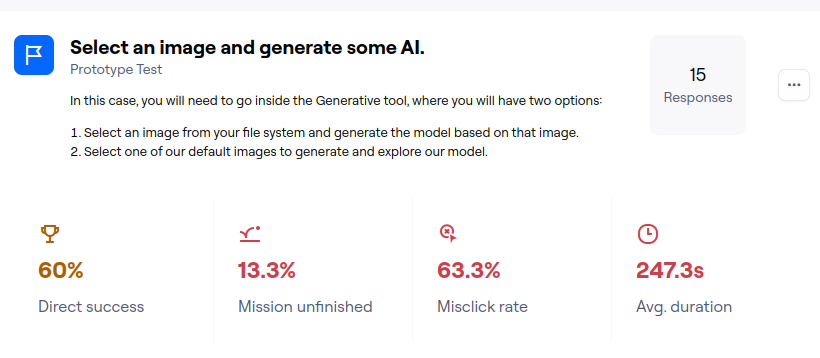 Select an image and generate some AI.
Prototype Test
In this case, you will need to go inside the Generative tool, where you will have two options:
1. Select an image from your file system and generate the model based on that image.
2. Select one of our default images to generate and explore our model.
15
Responses
60%
Direct success
13.3%
Mission unfinished
63.3%
Misclick rate
247.3s
Avg. duration